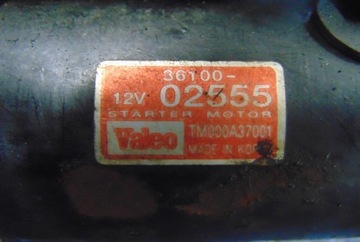 36100-
12V 02555
STARTER MOTOR
Valeo TM000A37001
MADE IN KOREA